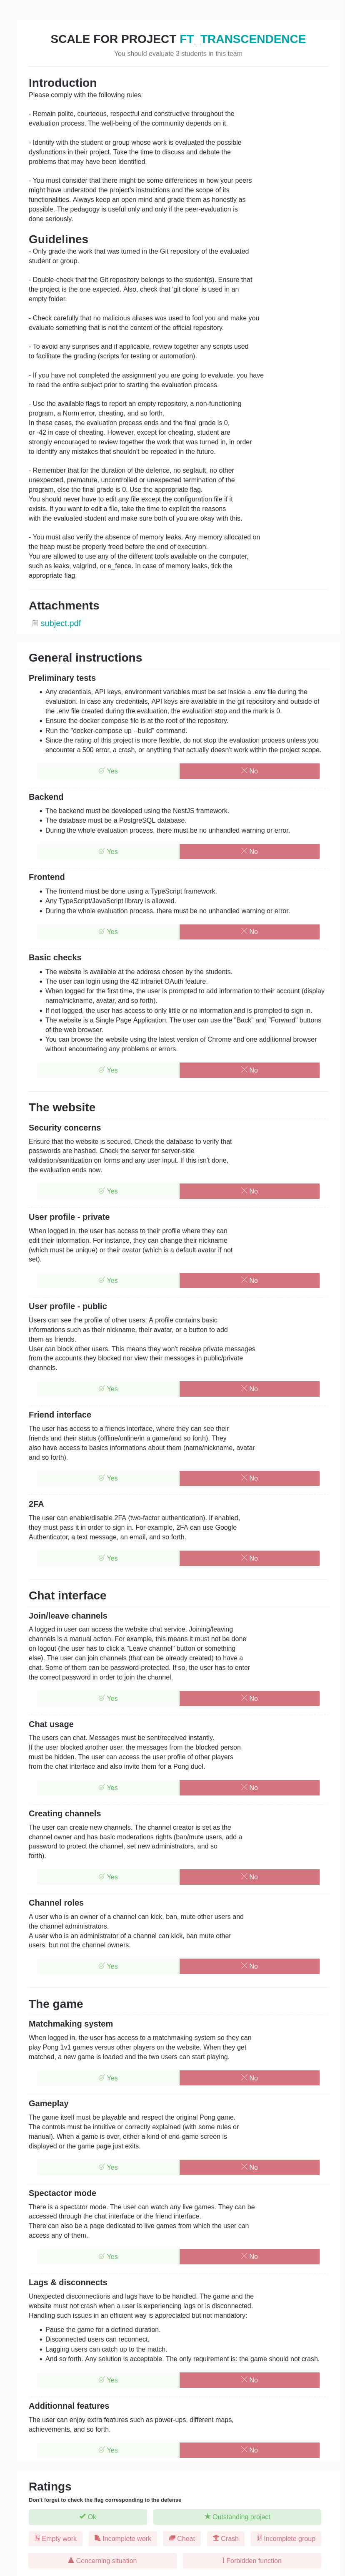 SCALE FOR PROJECT FT_TRANSCENDENCE
You should evaluate 3 students in this team
Introduction
Please comply with the following rules:
- Remain polite, courteous, respectful and constructive throughout the
evaluation process. The well-being of the community depends on it.
- Identify with the student or group whose work is evaluated the possible
dysfunctions in their project. Take the time to discuss and debate the
problems that may have been identified.
- You must consider that there might be some differences in how your peers
might have understood the project's instructions and the scope of its
functionalities. Always keep an open mind and grade them as honestly as
possible. The pedagogy is useful only and only if the peer-evaluation is
done seriously.
Guidelines
- Only grade the work that was turned in the Git repository of the evaluated
student or group.
- Double-check that the Git repository belongs to the student(s). Ensure that
the project is the one expected. Also, check that 'git clone' is used in an
empty folder.
- Check carefully that no malicious aliases was used to fool you and make you
evaluate something that is not the content of the official repository.
- To avoid any surprises and if applicable, review together any scripts used
to facilitate the grading (scripts for testing or automation).
- If you have not completed the assignment you are going to evaluate, you have
to read the entire subject prior to starting the evaluation process.
- Use the available flags to report an empty repository, a non-functioning
program, a Norm error, cheating, and so forth.
In these cases, the evaluation process ends and the final grade is 0,
or -42 in case of cheating. However, except for cheating, student are
strongly encouraged to review together the work that was turned in, in order
to identify any mistakes that shouldn't be repeated in the future.
- Remember that for the duration of the defence, no segfault, no other
unexpected, premature, uncontrolled or unexpected termination of the
program, else the final grade is 0. Use the appropriate flag.
You should never have to edit any file except the configuration file if it
exists. If you want to edit a file, take the time to explicit the reasons
with the evaluated student and make sure both of you are okay with this.
- You must also verify the absence of memory leaks. Any memory allocated on
the heap must be properly freed before the end of execution.
You are allowed to use any of the different tools available on the computer,
such as leaks, valgrind, or e_fence. In case of memory leaks, tick the
appropriate flag.
Attachments
subject.pdf
General instructions
Preliminary tests
• Any credentials, API keys, environment variables must be set inside a .env file during the
evaluation. In case any credentials, API keys are available in the git repository and outside of
the .env file created during the evaluation, the evaluation stop and the mark is 0.
• Ensure the docker compose file is at the root of the repository.
• Run the "docker-compose up --build" command.
• Since the rating of this project is more flexible, do not stop the evaluation process unless you
encounter a 500 error, a crash, or anything that actually doesn't work within the project scope.
Yes No
Backend
• The backend must be developed using the NestJS framework.
• The database must be a PostgreSQL database.
• During the whole evaluation process, there must be no unhandled warning or error.
Yes No
Frontend
• The frontend must be done using a TypeScript framework.
• Any TypeScript/JavaScript library is allowed.
• During the whole evaluation process, there must be no unhandled warning or error.
Yes No
Basic checks
• The website is available at the address chosen by the students.
• The user can login using the 42 intranet OAuth feature.
• When logged for the first time, the user is prompted to add information to their account (display
name/nickname, avatar, and so forth).
• If not logged, the user has access to only little or no information and is prompted to sign in.
• The website is a Single Page Application. The user can use the "Back" and "Forward" buttons
of the web browser.
• You can browse the website using the latest version of Chrome and one additionnal browser
without encountering any problems or errors.
Yes No
The website
Security concerns
Ensure that the website is secured. Check the database to verify that
passwords are hashed. Check the server for server-side
validation/sanitization on forms and any user input. If this isn't done,
the evaluation ends now.
Yes No
User profile - private
When logged in, the user has access to their profile where they can
edit their information. For instance, they can change their nickname
(which must be unique) or their avatar (which is a default avatar if not
set).
Yes No
User profile - public
Users can see the profile of other users. A profile contains basic
informations such as their nickname, their avatar, or a button to add
them as friends.
User can block other users. This means they won't receive private messages
from the accounts they blocked nor view their messages in public/private
channels.
Yes No
Friend interface
The user has access to a friends interface, where they can see their
friends and their status (offline/online/in a game/and so forth). They
also have access to basics informations about them (name/nickname, avatar
and so forth).
Yes No
2FA
The user can enable/disable 2FA (two-factor authentication). If enabled,
they must pass it in order to sign in. For example, 2FA can use Google
Authenticator, a text message, an email, and so forth.
Yes No
Chat interface
Join/leave channels
A logged in user can access the website chat service. Joining/leaving
channels is a manual action. For example, this means it must not be done
on logout (the user has to click a "Leave channel" button or something
else). The user can join channels (that can be already created) to have a
chat. Some of them can be password-protected. If so, the user has to enter
the correct password in order to join the channel.
Yes No
Chat usage
The users can chat. Messages must be sent/received instantly.
If the user blocked another user, the messages from the blocked person
must be hidden. The user can access the user profile of other players
from the chat interface and also invite them for a Pong duel.
Yes No
Creating channels
The user can create new channels. The channel creator is set as the
channel owner and has basic moderations rights (ban/mute users, add a
password to protect the channel, set new administrators, and so
forth).
Yes No
Channel roles
A user who is an owner of a channel can kick, ban, mute other users and
the channel administrators.
A user who is an administrator of a channel can kick, ban mute other
users, but not the channel owners.
Yes No
The game
Matchmaking system
When logged in, the user has access to a matchmaking system so they can
play Pong 1v1 games versus other players on the website. When they get
matched, a new game is loaded and the two users can start playing.
Yes No
Gameplay
The game itself must be playable and respect the original Pong game.
The controls must be intuitive or correctly explained (with some rules or
manual). When a game is over, either a kind of end-game screen is
displayed or the game page just exits.
Yes No
Spectactor mode
There is a spectator mode. The user can watch any live games. They can be
accessed through the chat interface or the friend interface.
There can also be a page dedicated to live games from which the user can
access any of them.
Yes No
Lags & disconnects
Unexpected disconnections and lags have to be handled. The game and the
website must not crash when a user is experiencing lags or is disconnected.
Handling such issues in an efficient way is appreciated but not mandatory:
• Pause the game for a defined duration.
• Disconnected users can reconnect.
• Lagging users can catch up to the match.
• And so forth. Any solution is acceptable. The only requirement is: the game should not crash.
Yes No
Additionnal features
The user can enjoy extra features such as power-ups, different maps,
achievements, and so forth.
Yes No
Ratings
Don't forget to check the flag corresponding to the defense
Ok Outstanding project
Empty work Incomplete work Cheat Crash Incomplete group
Concerning situation Forbidden function